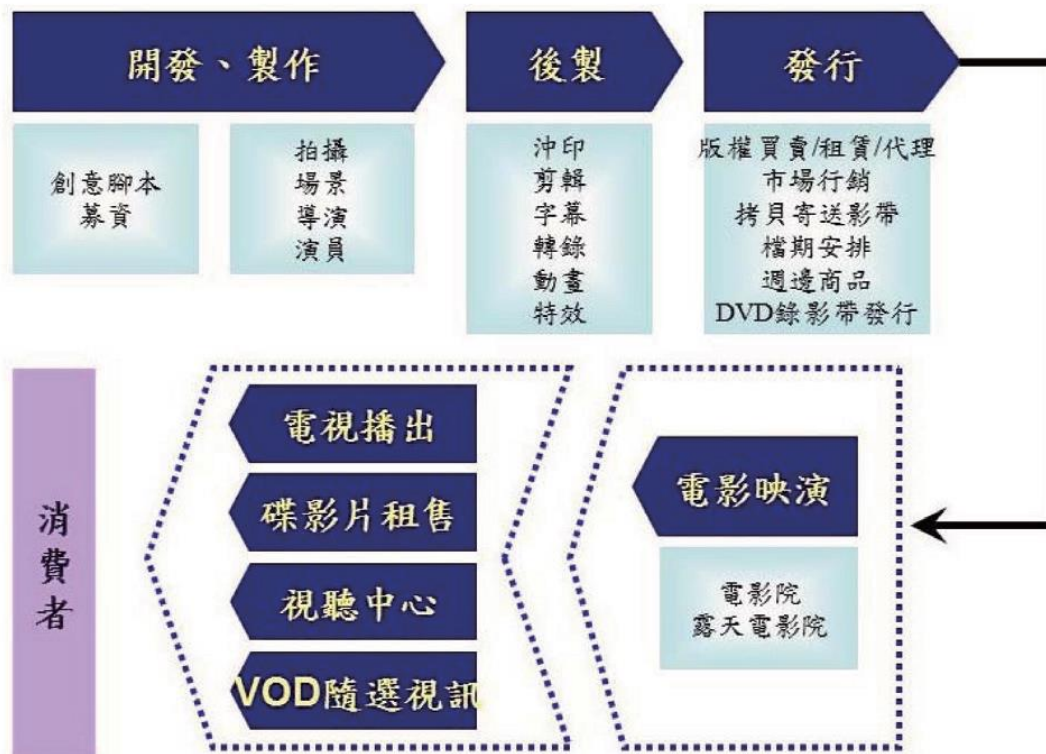 開發、製作
後製
發行
創意腳本
募資
拍攝
場景
導演
演員
沖印
剪輯
字幕
轉錄
動畫
特效
版權買賣/租賃/代理
市場行銷
拷貝寄送影帶
檔期安排
週邊商品
DVD錄影帶發行
電影映演
電影院
露天電影院
電視播出
碟影片租售
視聽中心
VOD隨選視訊
消費者